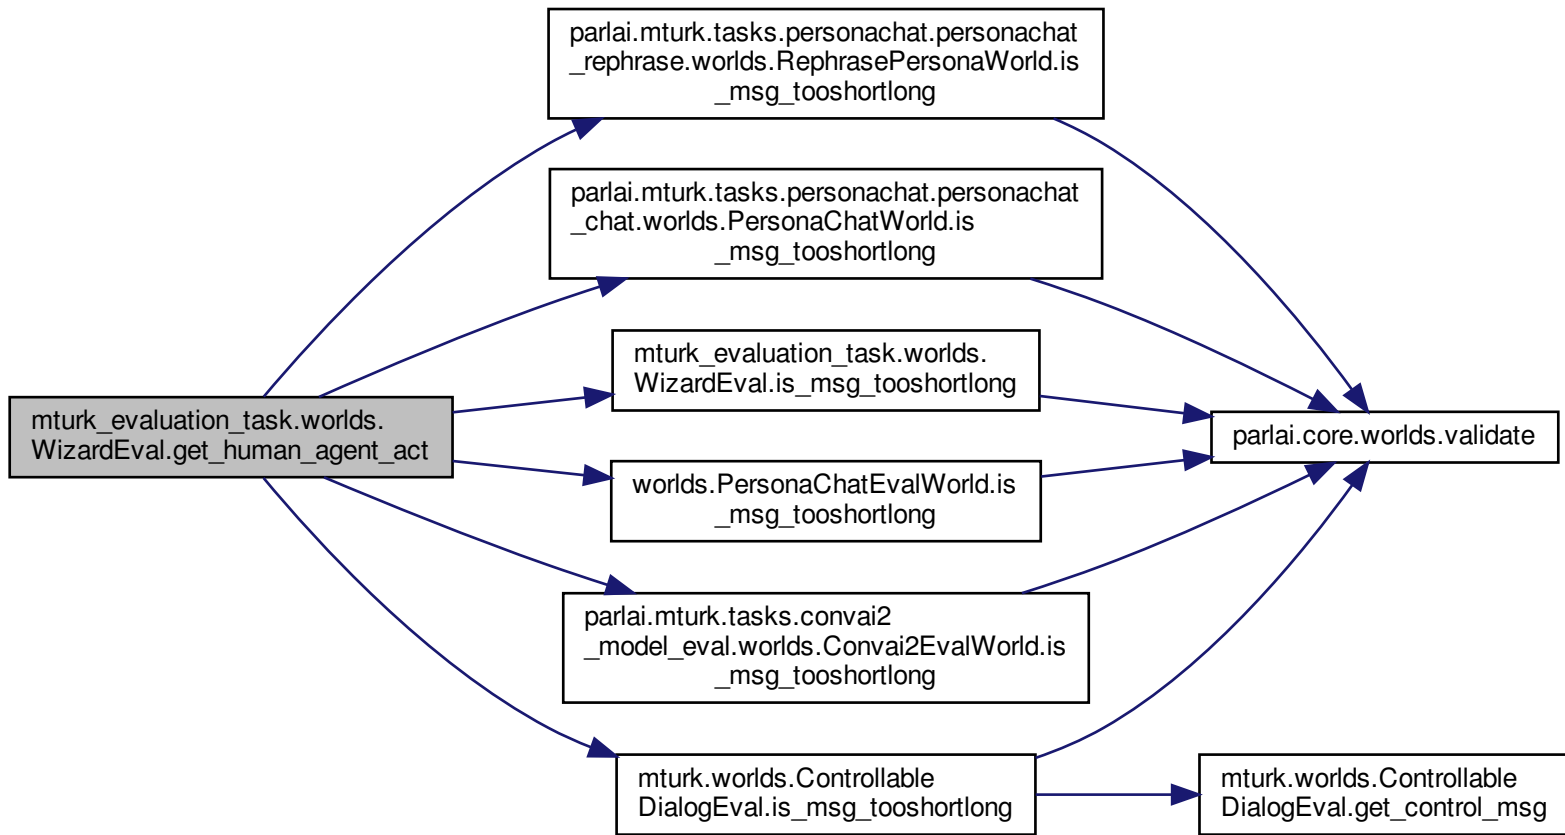 parlai.mturk.tasks.personachat.personachat
_rephrase.worlds.RephrasePersonaWorld.is
_msg_tooshortlong
parlai.mturk.tasks.personachat.personachat
_chat.worlds.PersonaChatWorld.is
_msg_tooshortlong
mturk_evaluation_task.worlds.
WizardEval.is_msg_tooshortlong
mturk_evaluation_task.worlds.
WizardEval.get_human_agent_act
parlai.core.worlds.validate
worlds.PersonaChatEvalWorld.is
_msg_tooshortlong
parlai.mturk.tasks.convai2
_model_eval.worlds.Convai2EvalWorld.is
_msg_tooshortlong
mturk.worlds.Controllable
DialogEval.is_msg_tooshortlong
mturk.worlds.Controllable
DialogEval.get_control_msg